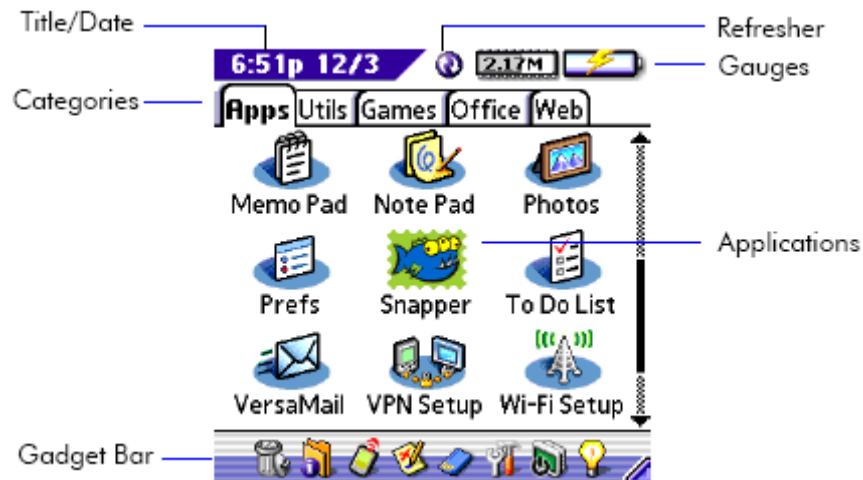 Title/Date
Refresher
6:51p 12/3
2.17M
Gauges
Categories
Apps Utils Games Office Web
Memo Pad Note Pad Photos
Applications
Prefs Snapper To Do List
VersaMail VPN Setup Wi-Fi Setup
Gadget Bar